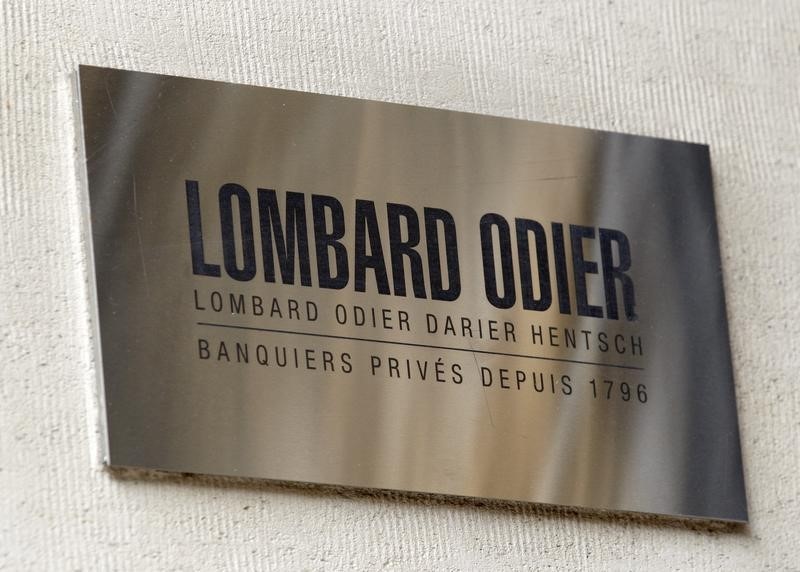 LOMBARD ODIER
LOMBARD ODIER DARIER HENTSCH
BANQUIERS PRIVÉS DEPUIS 1796